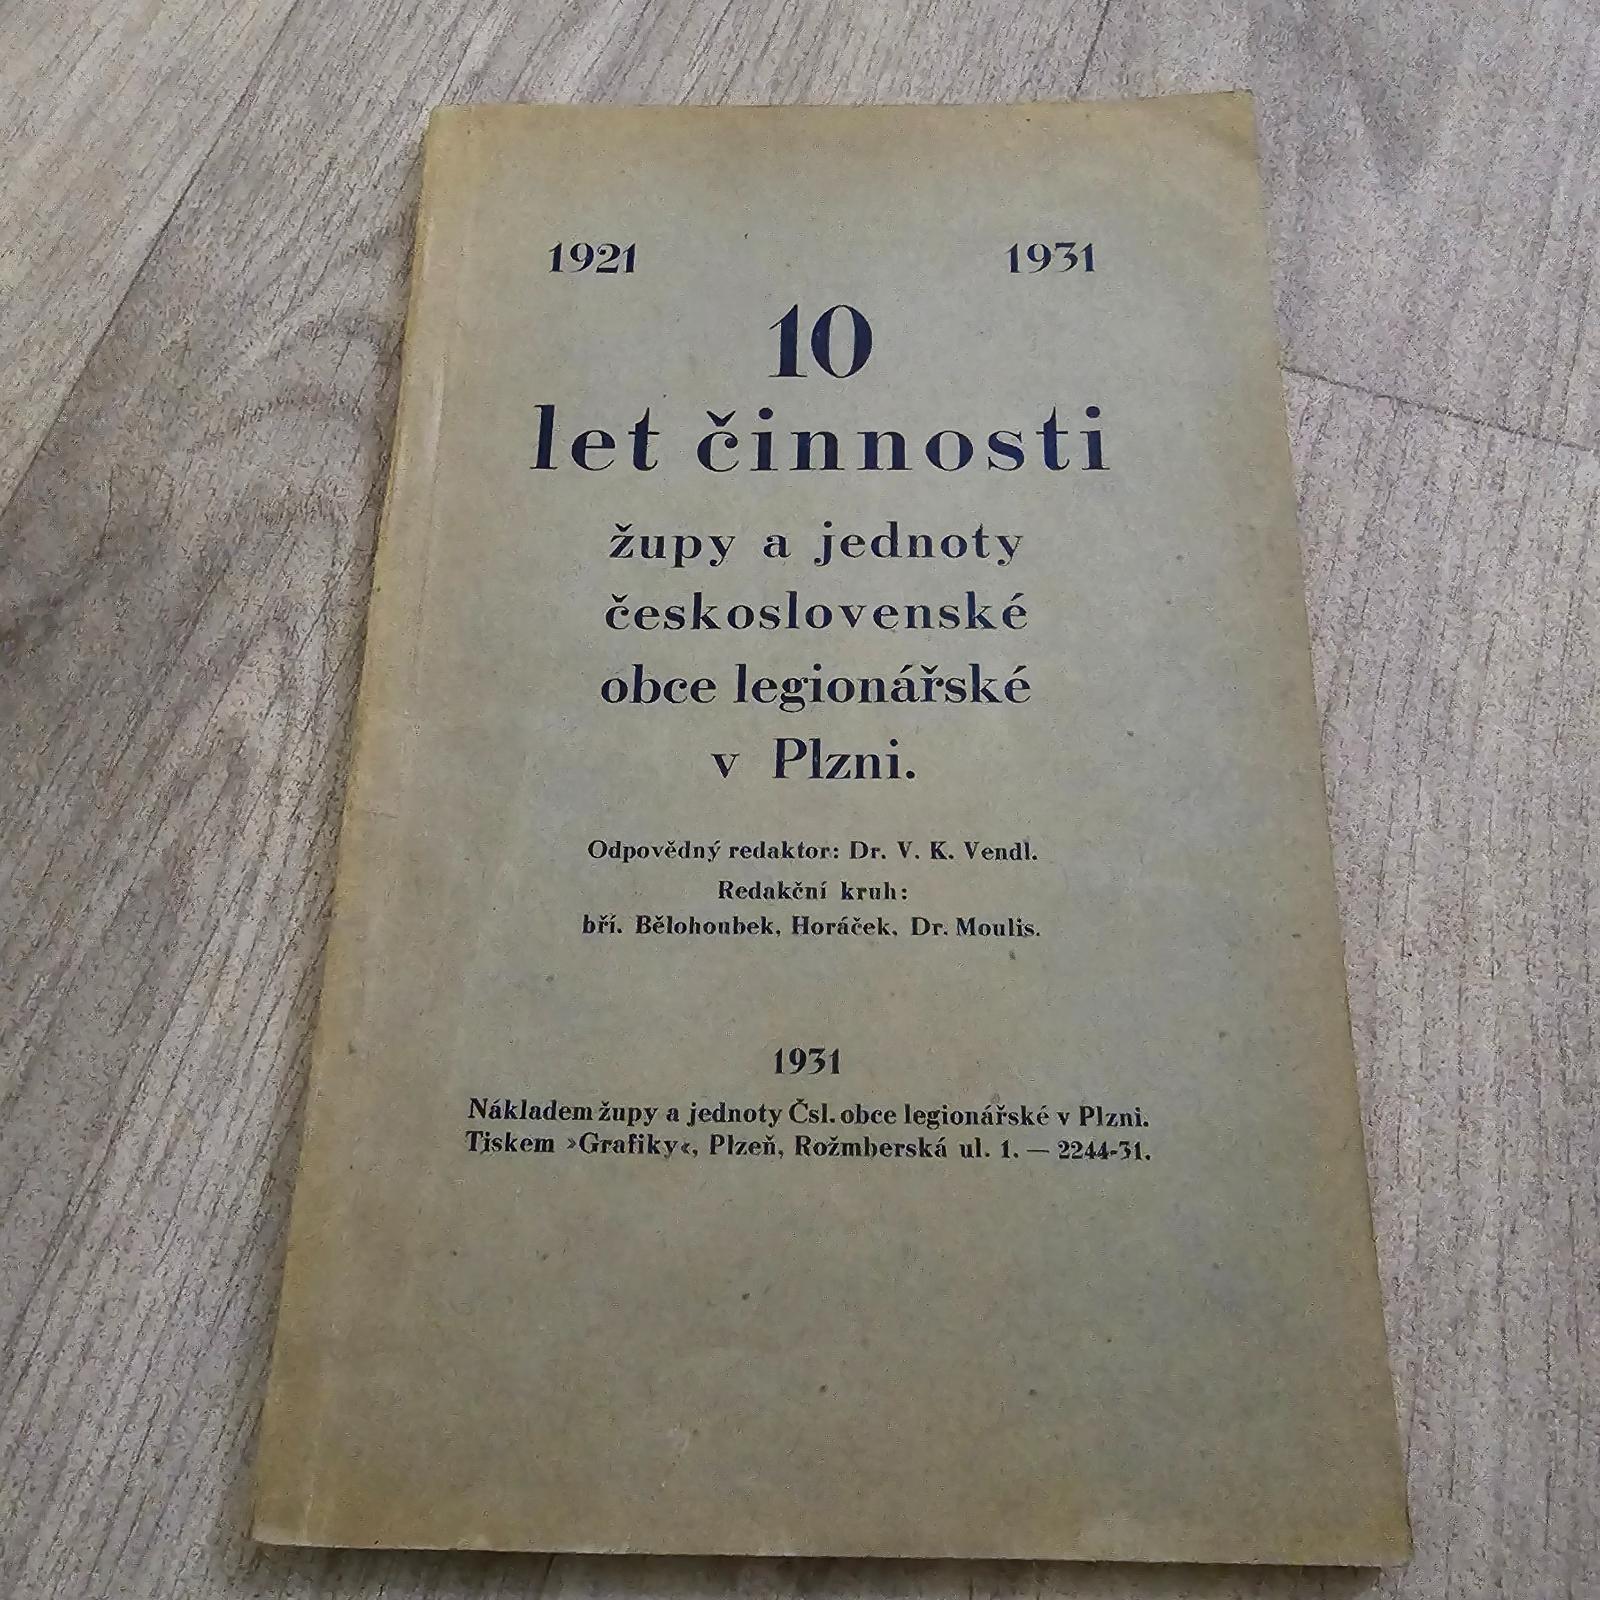 1921 1931
10
let činnosti
župy a jednoty
československé
obce legionářské
v Plzni.
Odpovědný redaktor: Dr. V. K. Vendl.
Redakční kruh:
bří. Bělohoubek, Horáček, Dr. Moulis.
1931
Nákladem župy a jednoty Čsl. obce legionářské v Plzni.
Tiskem »Grafiky«, Plzeň, Rožmberská ul. 1. — 2244-31.